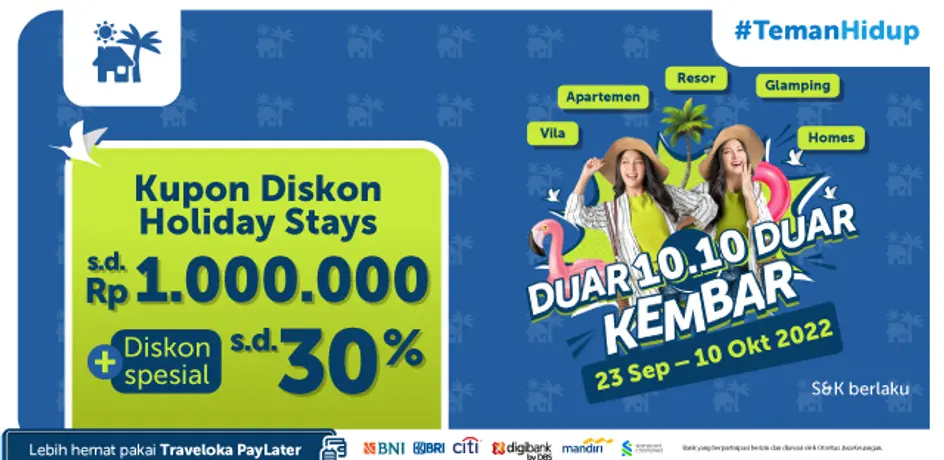 #TemanHidup
Resor
Glamping
Apartemen
Vila
Homes
Kupon Diskon
Holiday Stays
s.d.
Rp 1.000.000
+ Diskon
spesial
s.d. 30%
DUAR 10.10 DUAR
KEMBAR
23 Sep – 10 Okt 2022
S&K berlaku
Lebih hemat pakai Traveloka PayLater
BNI
BRI
citi
digibank
by DBS
mandiri
Bank yang berpartisipasi berizin dan diawasi oleh Otoritas Jasa Keuangan.